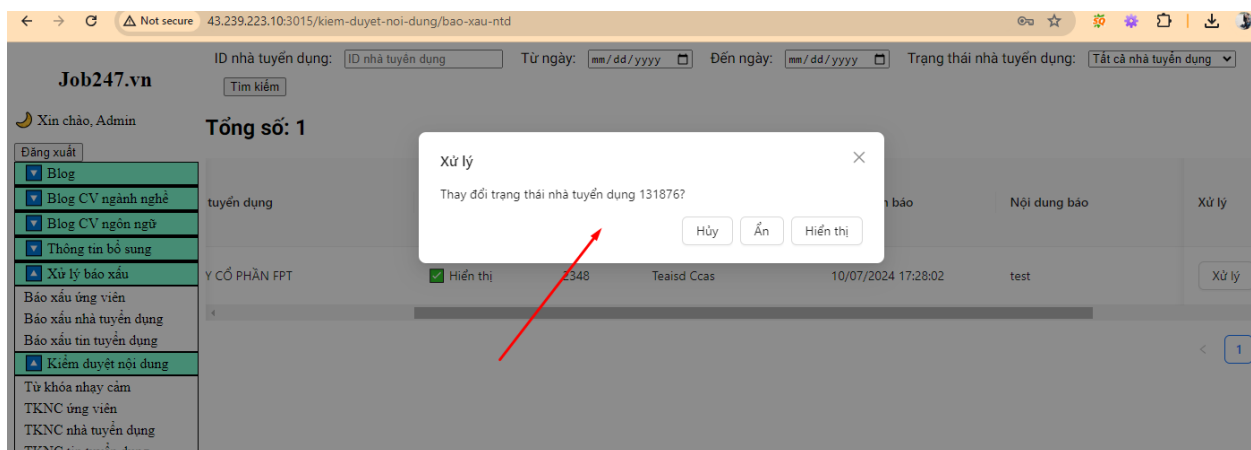 Not secure 43.239.223.10:3015/kiem-duyet-noi-dung/bao-xau-ntd
ID nhà tuyển dụng: ID nhà tuyển dụng Từ ngày: mm/dd/yyyy Đến ngày: mm/dd/yyyy Trạng thái nhà tuyển dụng: Tất cả nhà tuyển dụng
Tìm kiếm
Job247.vn
Xin chào, Admin
Đăng xuất
Tổng số: 1
Blog
Blog CV ngành nghề
Blog CV ngôn ngữ
Thông tin bổ sung
Xử lý báo xấu
Báo xấu ứng viên
Báo xấu nhà tuyển dụng
Báo xấu tin tuyển dụng
Kiểm duyệt nội dung
Từ khóa nhạy cảm
TKNC ứng viên
TKNC nhà tuyển dụng
Xử lý
Thay đổi trạng thái nhà tuyển dụng 131876?
Hủy Ẩn Hiển thị
tuyển dụng báo Nội dung báo Xử lý
Y CỔ PHẦN FPT Hiển thị 2348 Teaisd Ccas 10/07/2024 17:28:02 test Xử lý
1